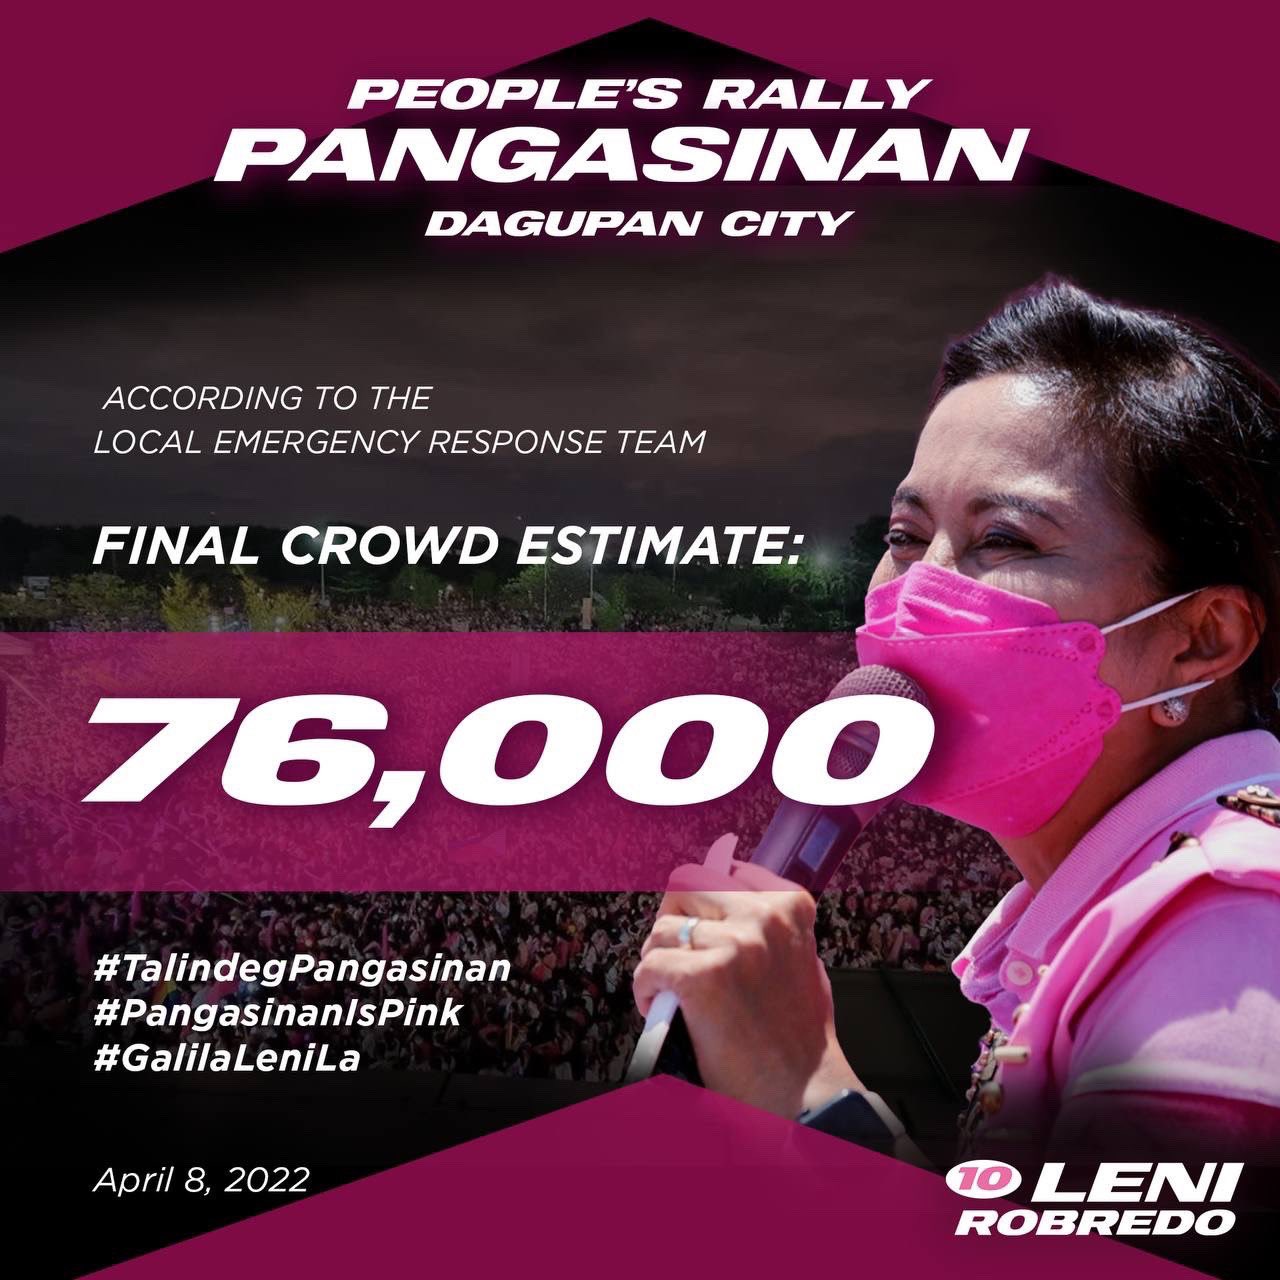 PEOPLE'S RALLY
PANGASINAN
DAGUPAN CITY
ACCORDING TO THE
LOCAL EMERGENCY RESPONSE TEAM
FINAL CROWD ESTIMATE:
76,000
#TalindegPangasinan
#PangasinanIsPink
#GalilaLeniLa
April 8, 2022
10 LENI
ROBREDO